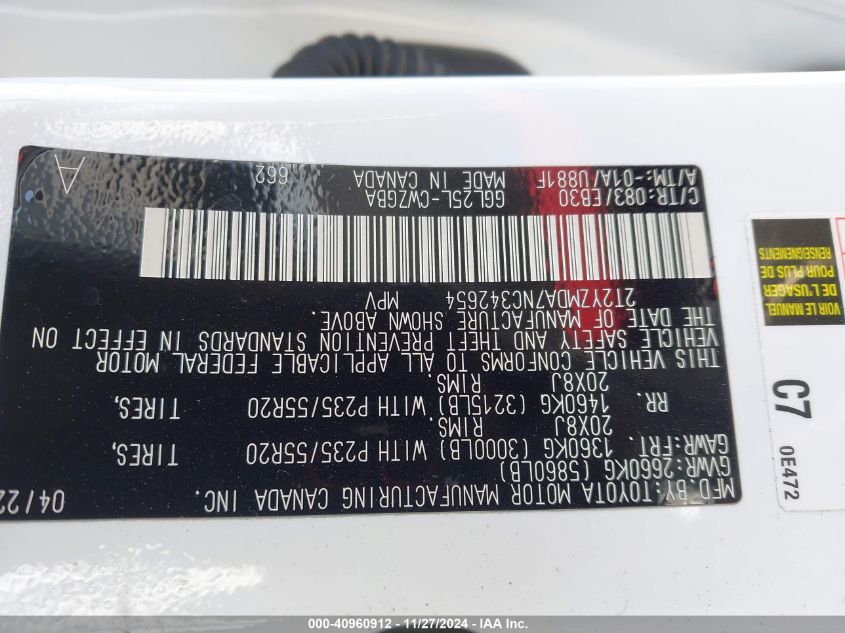 MFD. BY: TOYOTA MOTOR MANUFACTURING CANADA INC. 04/22
GVWR: 2660KG (5860LB)
GAWR: FRT. 1360KG (3000LB) WITH P235/55R20 TIRES,
20X8J RIMS.
RR. 1460KG (3215LB) WITH P235/55R20 TIRES,
20X8J RIMS.
THIS VEHICLE CONFORMS TO ALL APPLICABLE FEDERAL MOTOR
VEHICLE SAFETY AND THEFT PREVENTION STANDARDS IN EFFECT ON
THE DATE OF MANUFACTURE SHOWN ABOVE.
2T2YZMDA7NC342654 MPV
C/TR: 083/EB30 66L25L-CWZGBA 662
A/TM: -01A/U881F MADE IN CANADA
A
VOIR LE MANUEL
DE L'USAGER
POUR PLUS DE
RENSEIGNEMENTS
C7
0E472
000-40960912 - 11/27/2024 - IAA Inc.